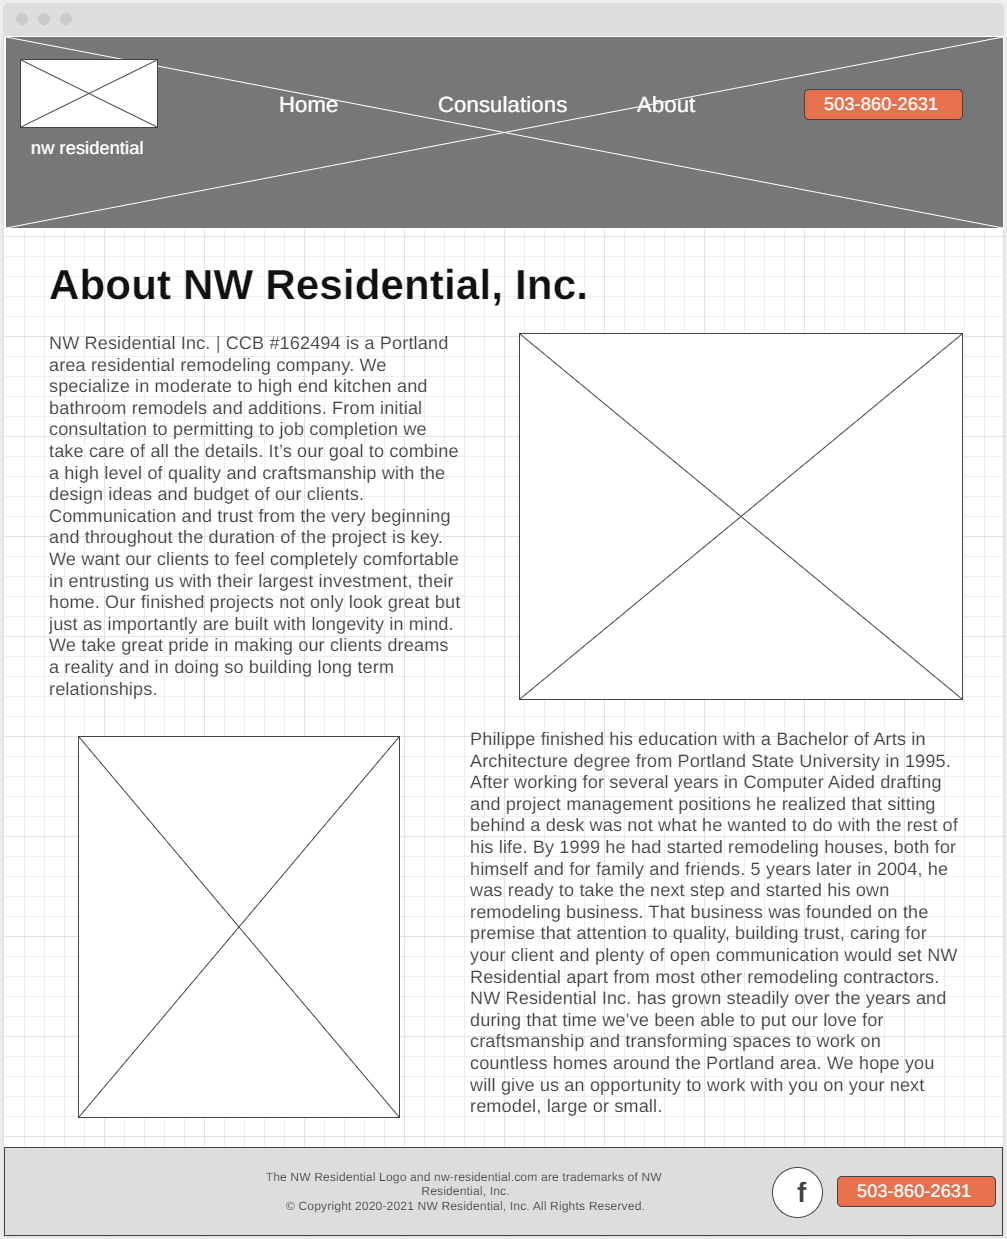 Home
Consulations
About
503-860-2631
nw residential
About NW Residential, Inc.
NW Residential Inc. | CCB #162494 is a Portland
area residential remodeling company. We
specialize in moderate to high end kitchen and
bathroom remodels and additions. From initial
consultation to permitting to job completion we
take care of all the details. It’s our goal to combine
a high level of quality and craftsmanship with the
design ideas and budget of our clients.
Communication and trust from the very beginning
and throughout the duration of the project is key.
We want our clients to feel completely comfortable
in entrusting us with their largest investment, their
home. Our finished projects not only look great but
just as importantly are built with longevity in mind.
We take great pride in making our clients dreams
a reality and in doing so building long term
relationships.
Philippe finished his education with a Bachelor of Arts in
Architecture degree from Portland State University in 1995.
After working for several years in Computer Aided drafting
and project management positions he realized that sitting
behind a desk was not what he wanted to do with the rest of
his life. By 1999 he had started remodeling houses, both for
himself and for family and friends. 5 years later in 2004, he
was ready to take the next step and started his own
remodeling business. That business was founded on the
premise that attention to quality, building trust, caring for
your client and plenty of open communication would set NW
Residential apart from most other remodeling contractors.
NW Residential Inc. has grown steadily over the years and
during that time we’ve been able to put our love for
craftsmanship and transforming spaces to work on
countless homes around the Portland area. We hope you
will give us an opportunity to work with you on your next
remodel, large or small.
The NW Residential Logo and nw-residential.com are trademarks of NW
Residential, Inc.
© Copyright 2020-2021 NW Residential, Inc. All Rights Reserved.
f
503-860-2631